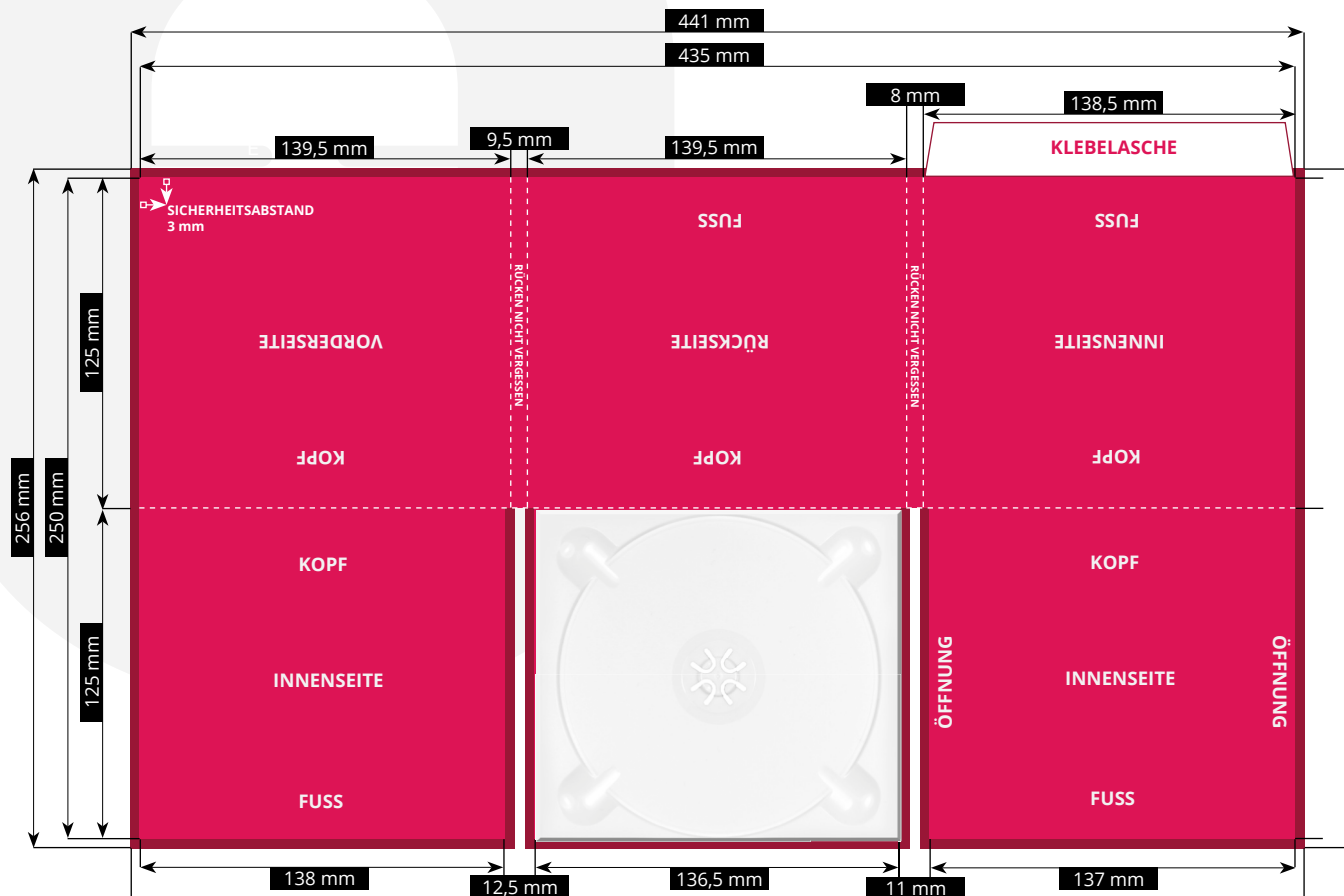 441 mm
435 mm
8 mm
138,5 mm
9,5 mm
139,5 mm
139,5 mm
KLEBELASCHE
SICHERHEITSABSTAND
3 mm
FUSS
FUSS
RÜCKEN NICHT VERGESSEN
RÜCKEN NICHT VERGESSEN
125 mm
VORDERSEITE
RÜCKSEITE
INNENSEITE
KOPF
KOPF
KOPF
256 mm
250 mm
KOPF
KOPF
125 mm
INNENSEITE
ÖFFNUNG
INNENSEITE
ÖFFNUNG
FUSS
FUSS
138 mm
12,5 mm
136,5 mm
11 mm
137 mm